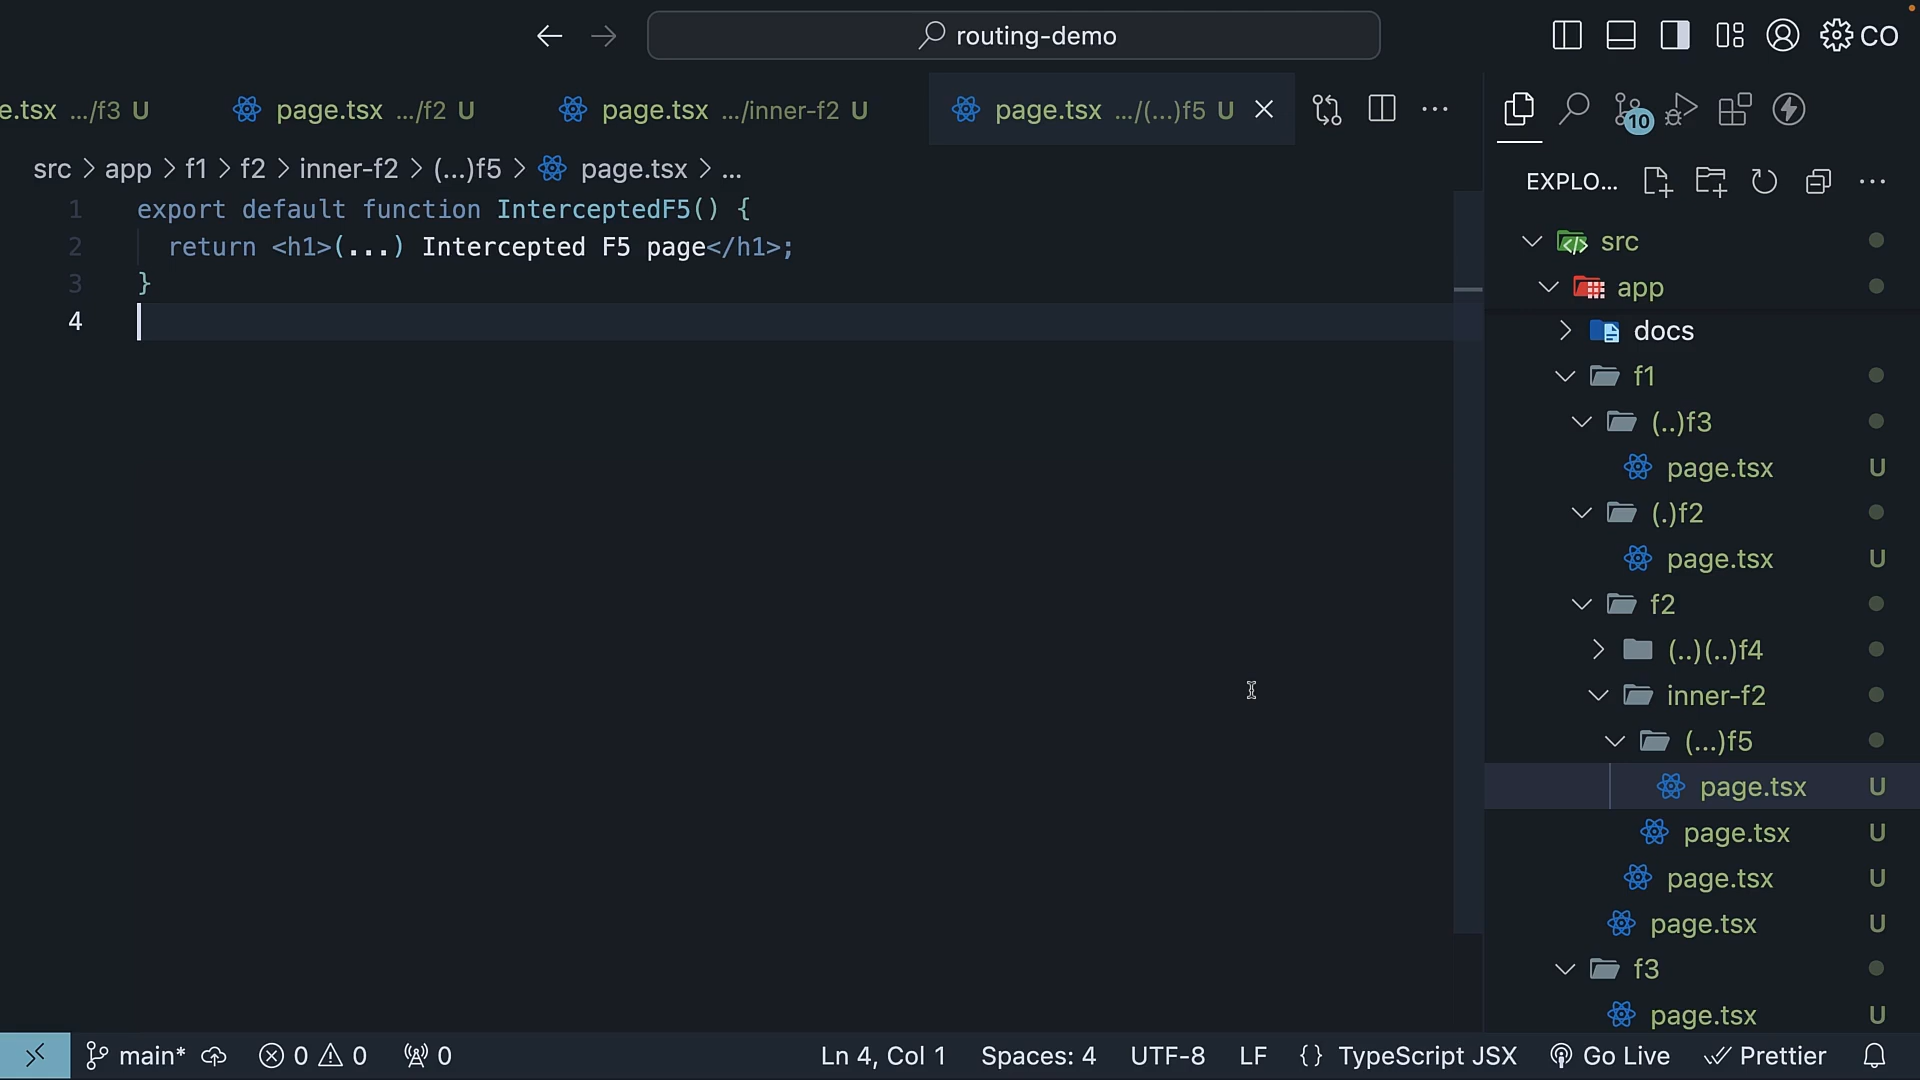 routing-demo
CO
e.tsx .../f3 U
page.tsx .../f2 U
page.tsx .../inner-f2 U
page.tsx .../(...)f5 U
10
src > app > f1 > f2 > inner-f2 > (...)f5 > page.tsx > ...
EXPLO...
1 export default function InterceptedF5() {
2 return <h1>(...) Intercepted F5 page</h1>;
3 }
4
src
app
docs
f1
(..)f3
page.tsx U
(.)f2
page.tsx U
f2
(..)(..)f4
inner-f2
(...)f5
page.tsx U
page.tsx U
page.tsx U
page.tsx U
f3
page.tsx U
main* 0 0 0 Ln 4, Col 1 Spaces: 4 UTF-8 LF {} TypeScript JSX Go Live Prettier